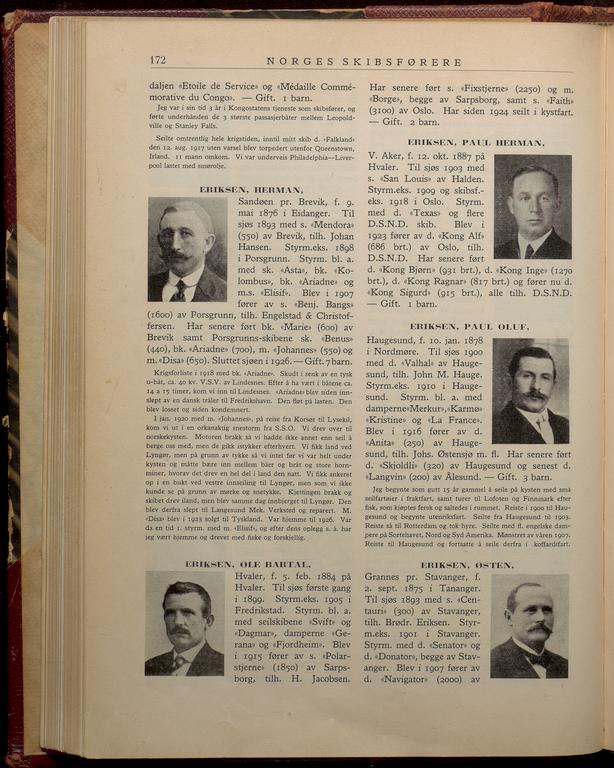 172
NORGES SKIBSFØRERE
daljen «Etoile de Service» og «Médaille Commé-
morative du Congo». — Gift. 1 barn.
Jeg var i sin tid 3 år i Kongostatens tjeneste som skibsfører, og
førte underhånden de 3 største passasjerbåter mellem Leopold-
ville og Stanley Falls.
Seilte omtrentlig hele krigstiden, inntil mitt skib d. «Falkland»
den 12. aug. 1917 uten varsel blev torpedert utenfor Queenstown,
Irland. 11 mann omkom. Vi var underveis Philadelphia—Liver-
pool lastet med smørolje.
ERIKSEN, HERMAN,
Sandøen pr. Brevik, f. 9.
mai 1876 i Eidanger. Til
sjøs 1893 med s. «Mendora»
(550) av Brevik, tilh. Johan
Hansen. Styrm.eks. 1898
i Porsgrunn. Styrm. bl. a.
med sk. «Asta», bk. «Ko-
lombus», bk. «Ariadne» og
m.s. «Elisif». Blev i 1907
fører av s. «Benj. Bangs»
(1600) av Porsgrunn, tilh. Engelstad & Christof-
fersen. Har senere ført bk. «Marie» (600) av
Brevik samt Porsgrunns-skibene sk. «Benus»
(440), bk. «Ariadne» (700), m. «Johannes» (550) og
m. «Disa» (650). Sluttet sjøen i 1926. — Gift. 7 barn.
Krigsforliste i 1918 med bk. «Ariadne». Skudt i senk av en tysk
u-båt, ca. 40 kv. V.S.V. av Lindesnes. Efter å ha vært i båtene ca.
14 a 15 timer, kom vi inn til Lindesnes. «Ariadne» blev siden inn-
slept av en dansk tråler til Fredrikshavn. Den fløt på lasten. Den
blev losset og siden kondemnert.
I jan. 1920 med m. «Johannes», på reise fra Korsør til Lysekil,
kom vi ut i en orkanaktig snestorm fra S.S.O. Vi drev over til
norskekysten. Motoren brakk så vi hadde ikke annet enn seil å
berge oss med, men de gikk istykker efterhvert. Vi fikk land ved
Lyngør, men på grunn av tykke så vi intet før vi var helt under
kysten og måtte bære inn mellem båer og bråt og store horn-
miner, hvorav det drev en hel del i land den natt. Vi fikk ankeret
op i en bukt ved vestre innseiling til Lyngør, men som vi ikke
kunde se på grunn av mørke og snetykke. Kjettingen brakk og
skibet drev iland, men blev samme dag innbjerget til Lyngør. Den
blev derfra slept til Langesund Mek. Verksted og reparert. M.
«Disa» blev i 1923 solgt til Tyskland. Var hjemme til 1926. Var
da en tid 1. styrm. med m. «Elisif», og efter dens oplegg s. å. har
jeg vært hjemme og drevet med fiske og forskjellig.
ERIKSEN, OLE BARTAL,
Hvaler, f. 5. feb. 1884 på
Hvaler. Til sjøs første gang
i 1899. Styrm.eks. 1905 i
Fredrikstad. Styrm. bl. a.
med seilskibene «Svift» og
«Dagmar», damperne «Ge-
rana» og «Fjordheim». Blev
i 1915 fører av s. «Polar-
stjerne» (1850) av Sarps-
borg, tilh. H. Jacobsen.
Har senere ført s. «Fixstjerne» (2250) og m.
«Borge», begge av Sarpsborg, samt s. «Faith»
(3100) av Oslo. Har siden 1924 seilt i kystfart.
— Gift. 2 barn.
ERIKSEN, PAUL HERMAN,
V. Aker, f. 12. okt. 1887 på
Hvaler. Til sjøs 1903 med
s. «San Louis» av Halden.
Styrm.eks. 1909 og skibsf.-
eks. 1918 i Oslo. Styrm.
med d. «Texas» og flere
D.S.N.D. skib. Blev i
1923 fører av d. «Kong Alf»
(686 brt.) av Oslo, tilh.
D.S.N.D. Har senere ført
d. «Kong Bjørn» (931 brt.), d. «Kong Inge» (1270
brt.), d. «Kong Ragnar» (817 brt.) og fører nu d.
«Kong Sigurd» (915 brt.), alle tilh. D.S.N.D.
— Gift. 1 barn.
ERIKSEN, PAUL OLUF,
Haugesund, f. 10. jan. 1878
i Nordmøre. Til sjøs 1900
med d. «Valhal» av Hauge-
sund, tilh. John M. Hauge.
Styrm.eks. 1910 i Hauge-
sund. Styrm. bl. a. med
damperne «Merkur», «Karmø»
«Kristine» og «La France».
Blev i 1916 fører av d.
«Anita» (250) av Hauge-
sund, tilh. Johs. Østensjø m. fl. Har senere ført
d. «Skjoldli» (320) av Haugesund og senest d.
«Langvin» (200) av Ålesund. — Gift. 3 barn.
Jeg begynte som gutt 15 år gammel å seile på kysten med små
seilfartøier i fraktfart, samt turer til Lofoten og Finnmark efter
fisk, som kjøptes fersk og saltedes i rummet. Reiste i 1900 til Hau-
gesund og begynte utenriksfart. Seilte fra Haugesund til 1903.
Reiste så til Rotterdam og tok hyre. Seilte med fl. engelske dam-
pere på Sortehavet, Nord og Syd Amerika. Mønstret av våren 1907.
Reiste til Haugesund og fortsatte å seile derfra i koffardifart.
ERIKSEN, ØSTEN,
Grannes pr. Stavanger, f.
2. sept. 1875 i Tananger.
Til sjøs 1893 med s. «Cen-
tauri» (300) av Stavanger,
tilh. Brødr. Eriksen. Styr-
m.eks. 1901 i Stavanger.
Styrm. med d. «Senator» og
d. «Donator», begge av Stav-
anger. Blev i 1907 fører av
d. «Navigator» (2000) av